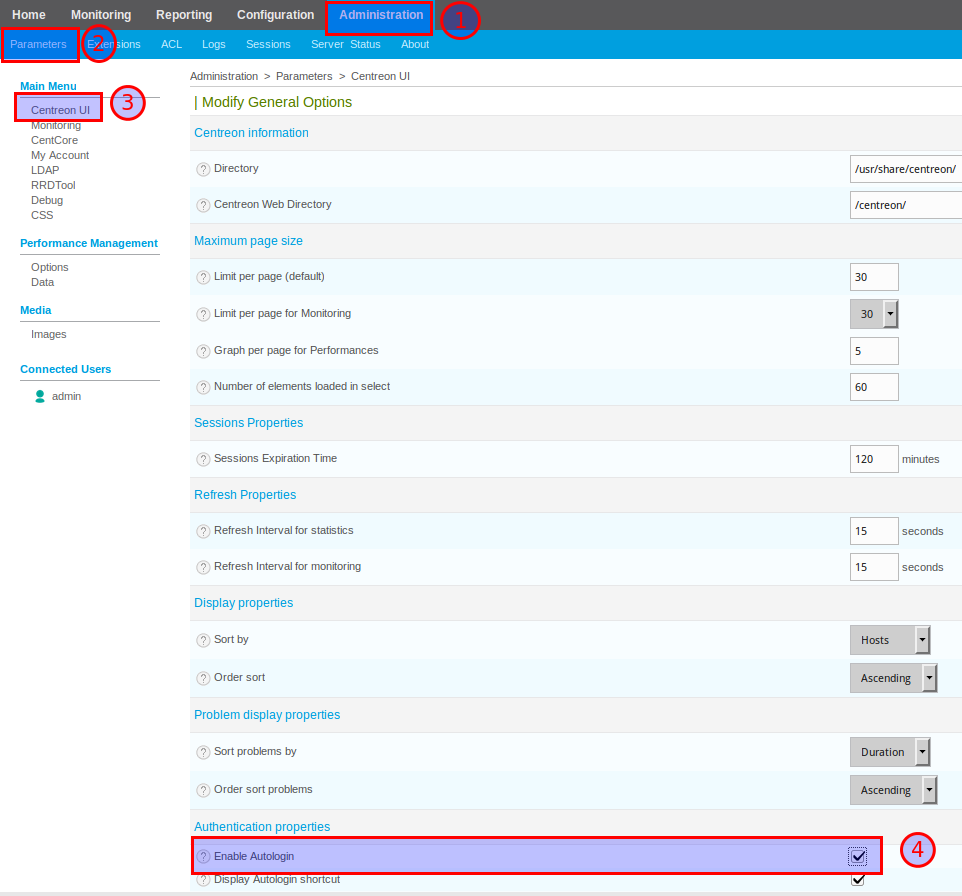 Home Monitoring Reporting Configuration Administration 1
Parameters 2 Extensions ACL Logs Sessions Server Status About
Main Menu
Centreon UI 3
Monitoring
CentCore
My Account
LDAP
RRDTool
Debug
CSS
Performance Management
Options
Data
Media
Images
Connected Users
admin
Administration > Parameters > Centreon UI
| Modify General Options
Centreon information
? Directory /usr/share/centreon/
? Centreon Web Directory /centreon/
Maximum page size
? Limit per page (default) 30
? Limit per page for Monitoring 30
? Graph per page for Performances 5
? Number of elements loaded in select 60
Sessions Properties
? Sessions Expiration Time 120 minutes
Refresh Properties
? Refresh Interval for statistics 15 seconds
? Refresh Interval for monitoring 15 seconds
Display properties
? Sort by Hosts
? Order sort Ascending
Problem display properties
? Sort problems by Duration
? Order sort problems Ascending
Authentication properties
? Enable Autologin 4
? Display Autologin shortcut